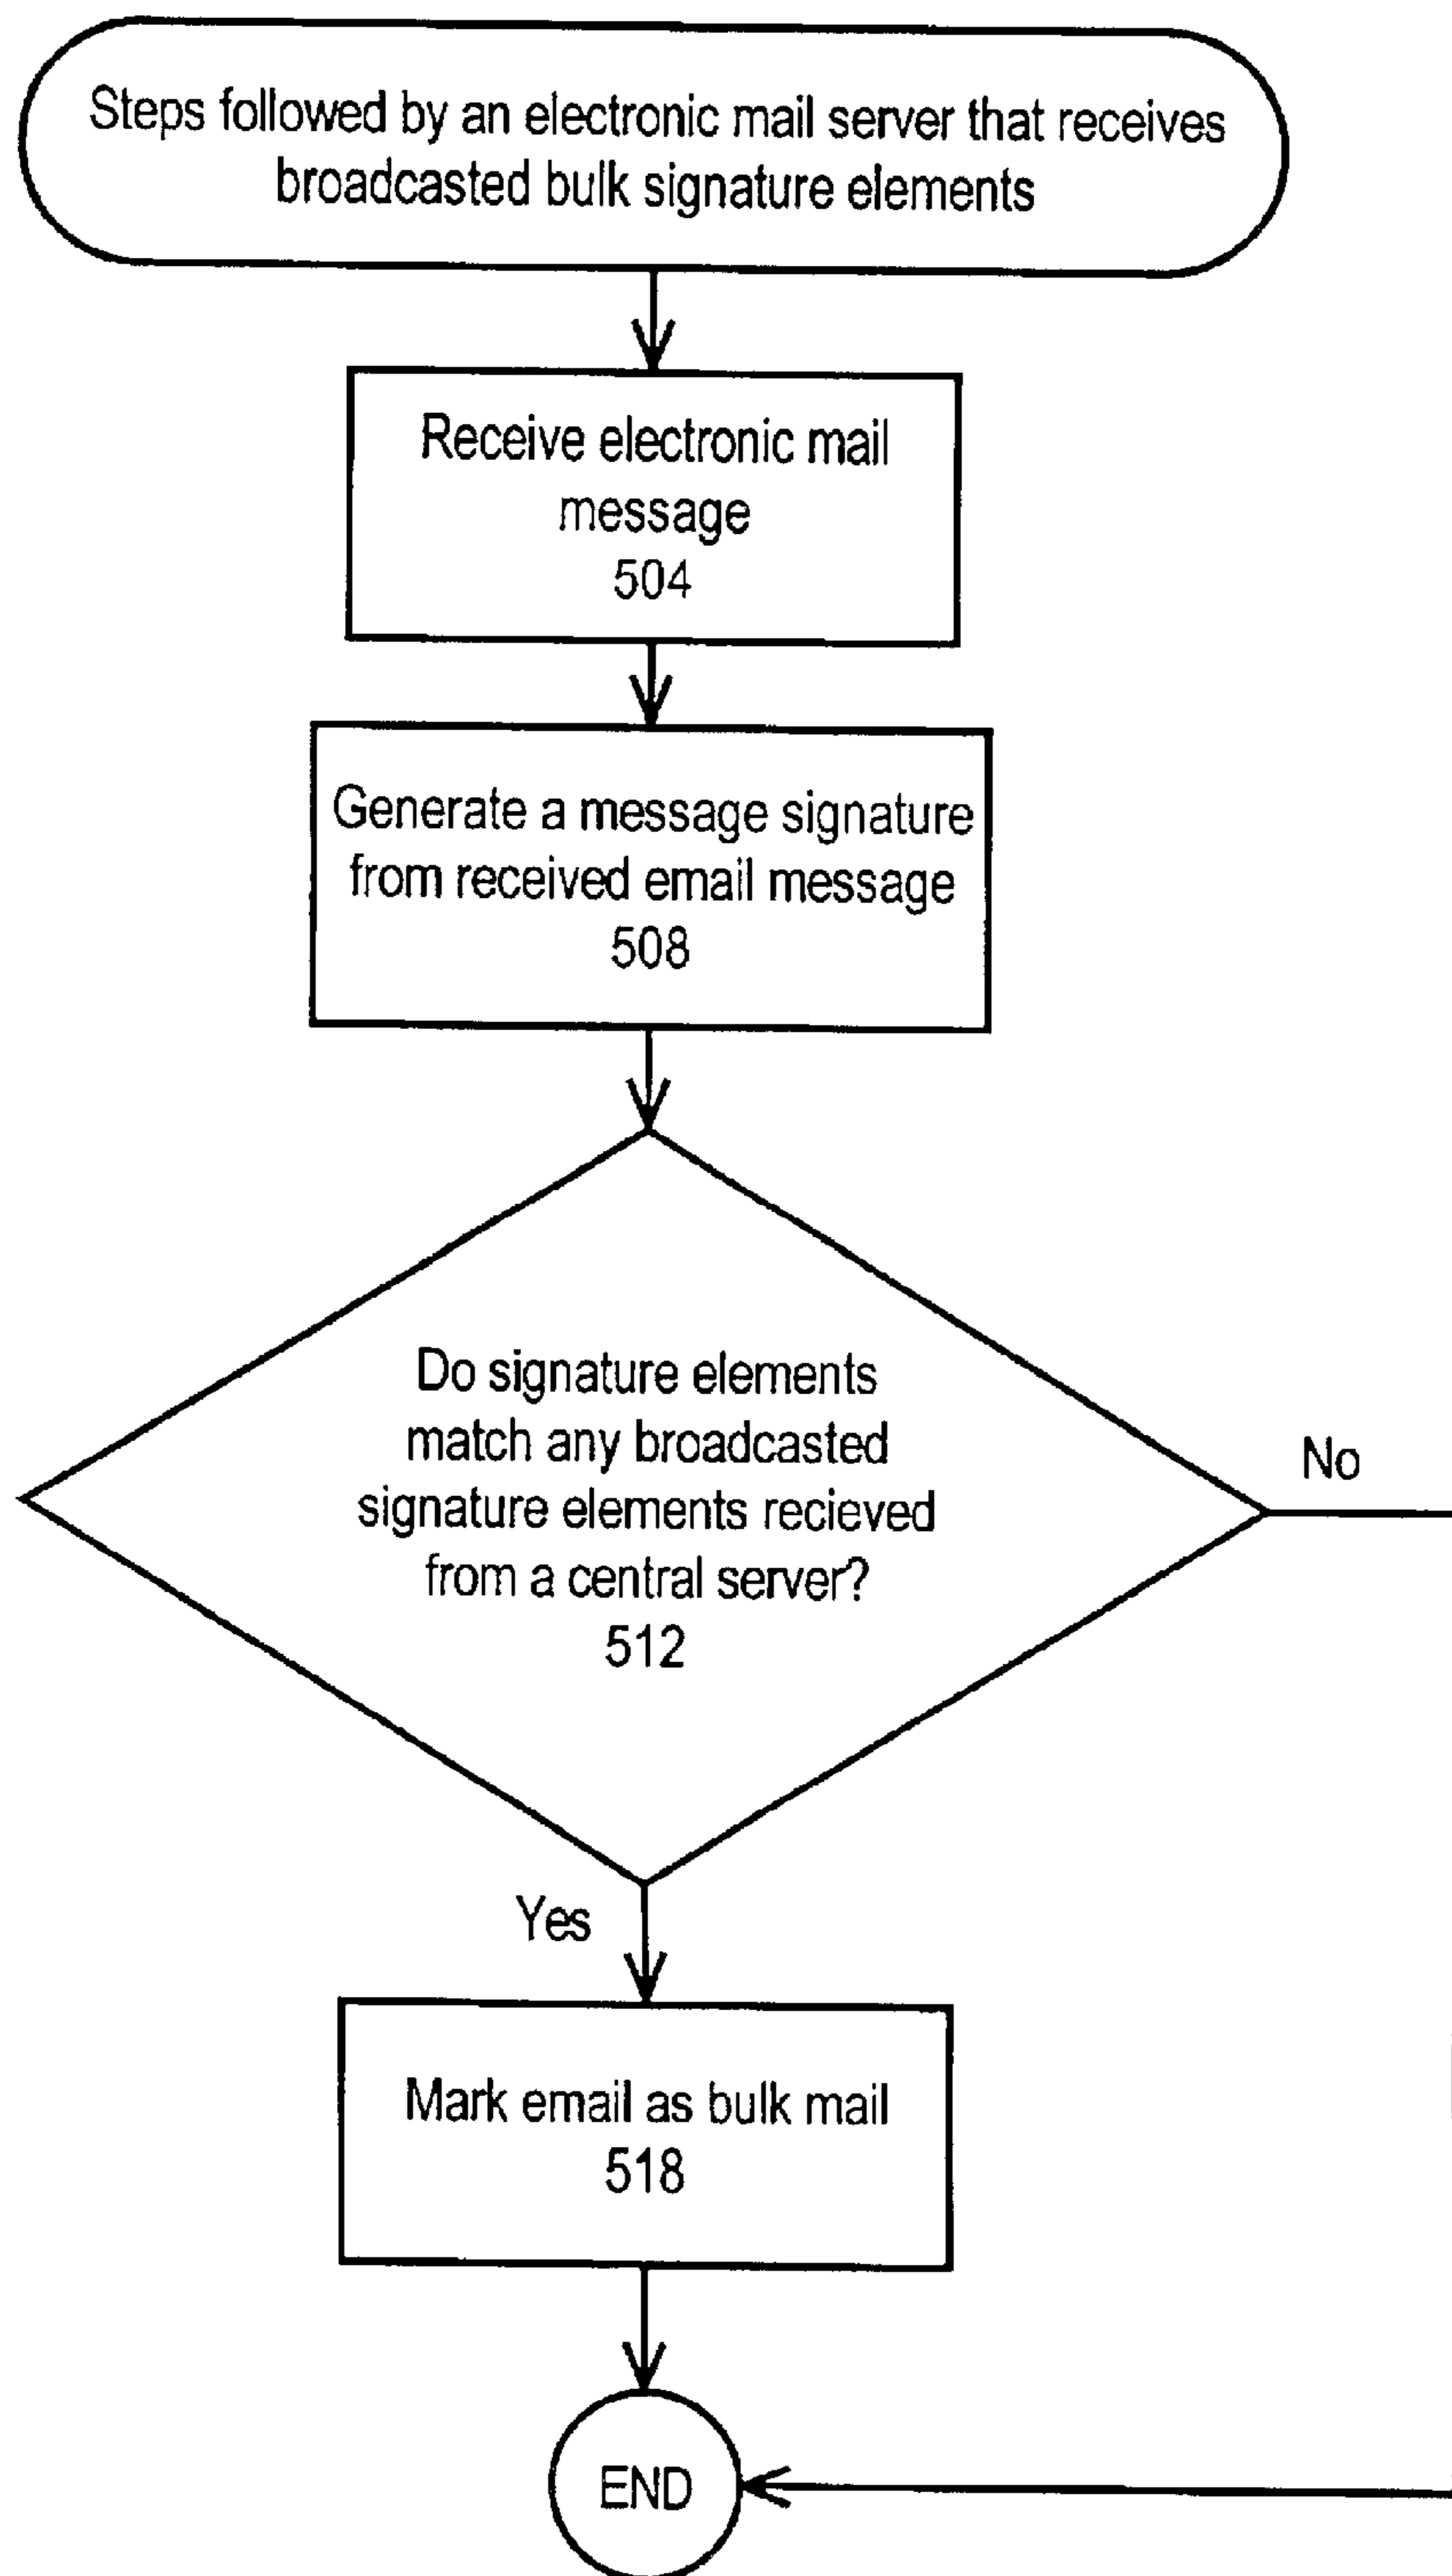 Steps followed by an electronic mail server that receives
broadcasted bulk signature elements
Receive electronic mail
message
504
Generate a message signature
from received email message
508
Do signature elements
match any broadcasted
signature elements recieved
from a central server?
512
No
Yes
Mark email as bulk mail
518
END